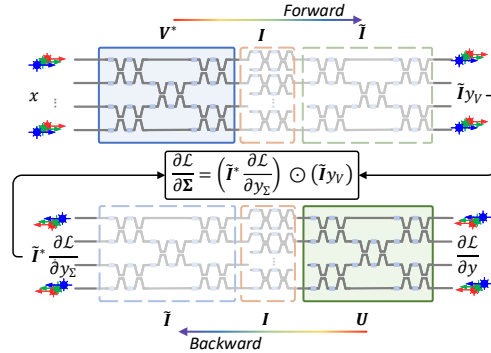 Forward
V* I Ĩ
x ⋮ ⋮ Ĩy_V
∂ℒ/∂Σ = (Ĩ* ∂ℒ/∂y_Σ) ⊙ (Ĩy_V)
Ĩ* ∂ℒ/∂y_Σ ⋮ ∂ℒ/∂y
Ĩ I U
Backward